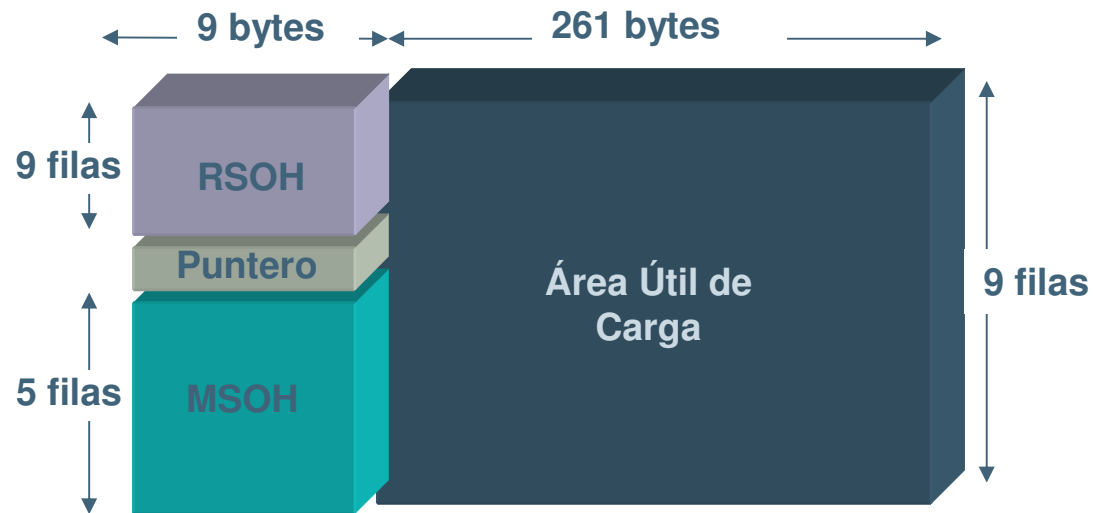 9 bytes
261 bytes
9 filas
RSOH
Puntero
Área Útil de
Carga
9 filas
5 filas
MSOH